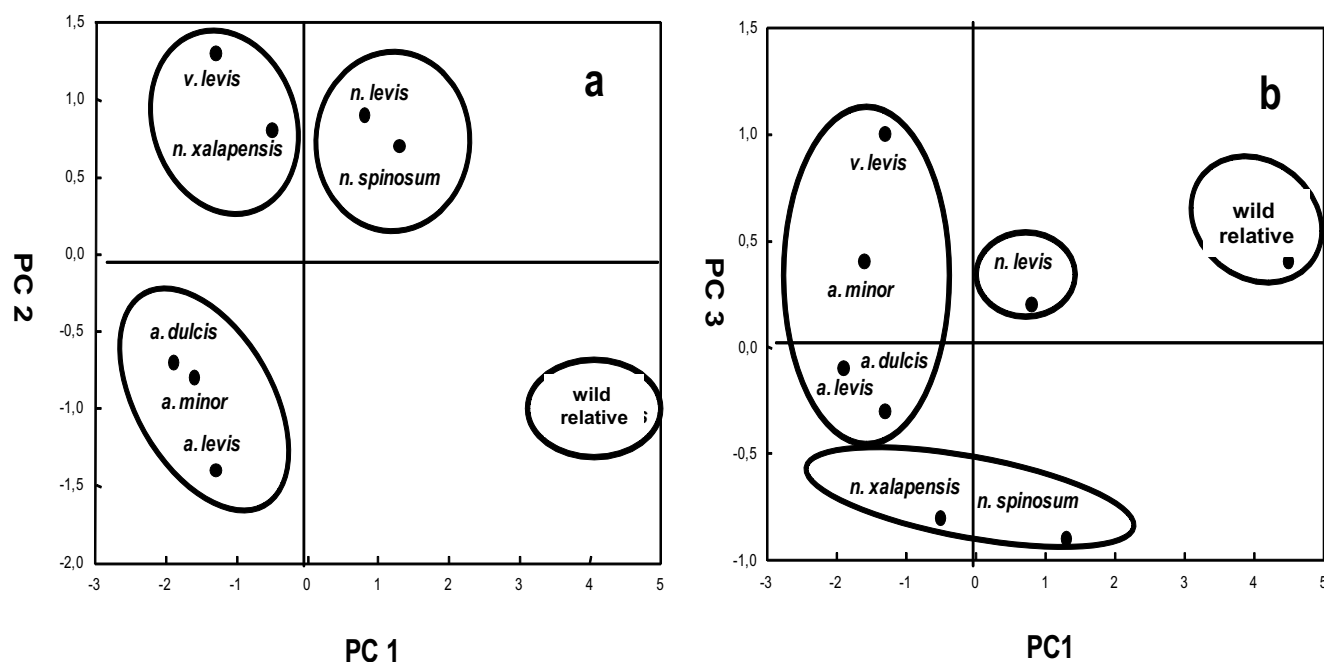 a
1,5
1,0
0,5
0,0
-0,5
-1,0
-1,5
-2,0
PC 2
v. levis
n. xalapensis
n. levis
n. spinosum
a. dulcis
a. minor
a. levis
wild
relative
-3
-2
-1
0
1
2
3
4
5
PC 1
b
1,5
1,0
0,5
0,0
-0,5
-1,0
PC 3
v. levis
a. minor
n. levis
wild
relative
a. dulcis
a. levis
n. xalapensis
n. spinosum
-3
-2
-1
0
1
2
3
4
5
PC1